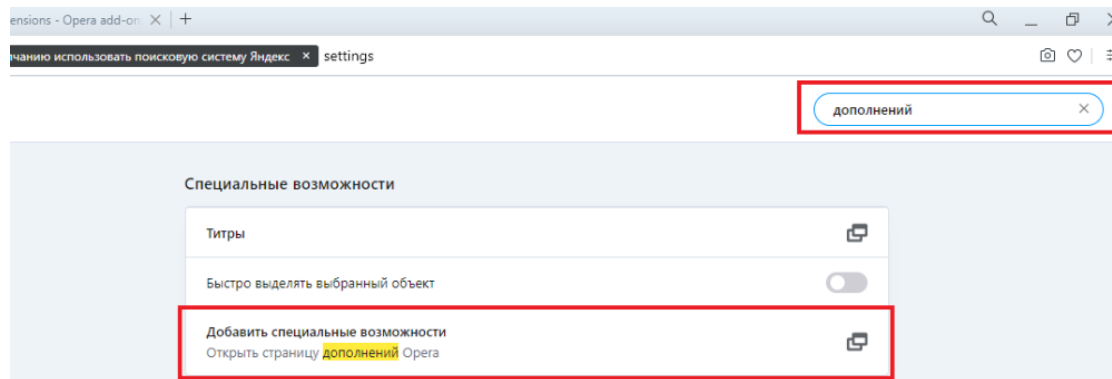 ensions - Opera add-on
чанию использовать поисковую систему Яндекс settings
дополнений
Специальные возможности
Титры
Быстро выделять выбранный объект
Добавить специальные возможности
Открыть страницу дополнений Opera